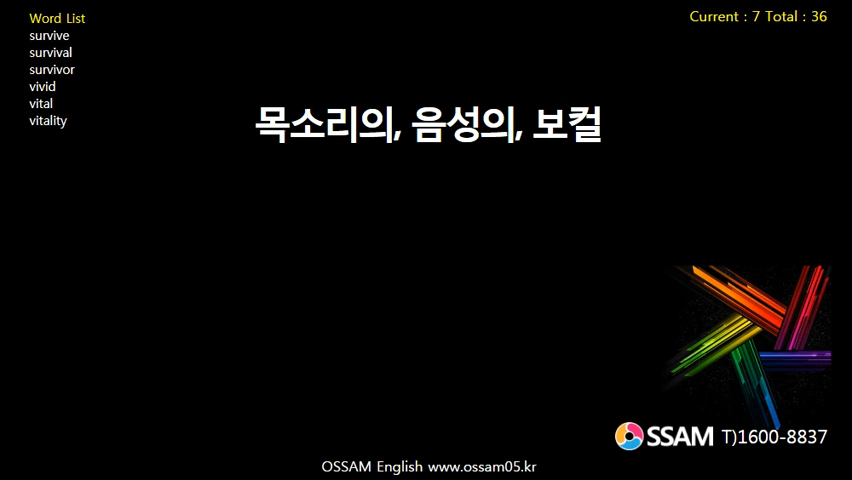 Word List
survive
survival
survivor
vivid
vital
vitality
Current : 7 Total : 36
목소리의, 음성의, 보컬
OSSAM T)1600-8837
OSSAM English www.ossam05.kr